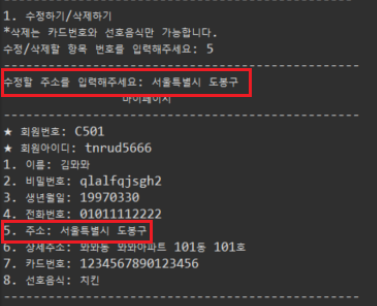 1. 수정하기/삭제하기
*삭제는 카드번호와 선호음식만 가능합니다.
수정/삭제할 항목 번호를 입력해주세요: 5
수정할 주소를 입력해주세요: 서울특별시 도봉구
마이페이지
★ 회원번호: C501
★ 회원아이디: tnrud5666
1. 이름: 김와와
2. 비밀번호: qlalfqjsgh2
3. 생년월일: 19970330
4. 전화번호: 01011112222
5. 주소: 서울특별시 도봉구
6. 상세주소: 와와동 와와아파트 101동 101호
7. 카드번호: 1234567890123456
8. 선호음식: 치킨